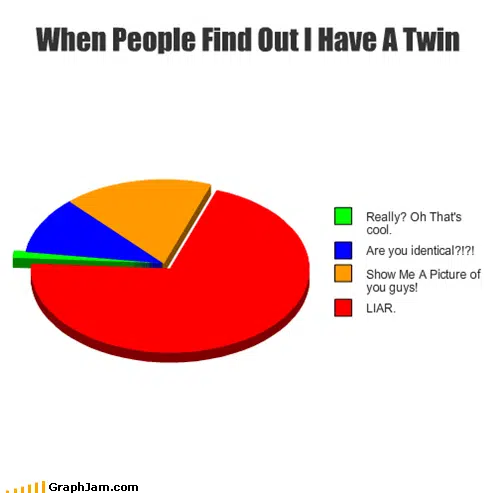 When People Find Out I Have A Twin
Really? Oh That's
cool.
Are you identical?!?!
Show Me A Picture of
you guys!
LIAR.
GraphJam.com